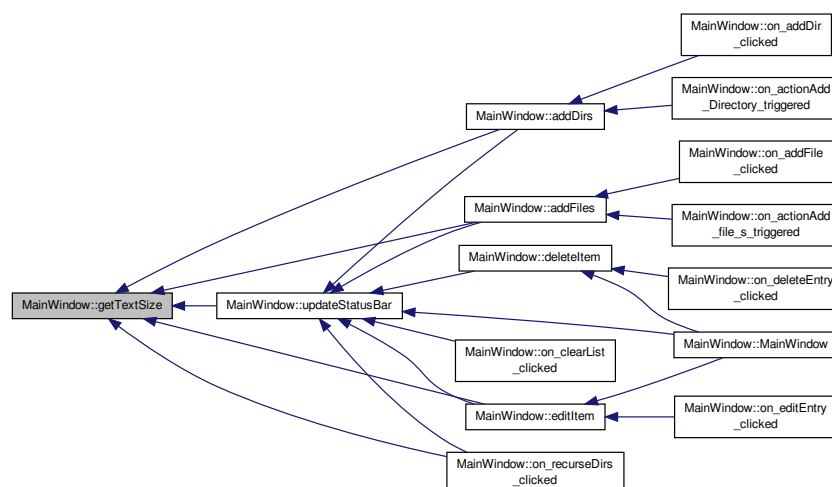 MainWindow::on_addDir
_clicked
MainWindow::on_actionAdd
_Directory_triggered
MainWindow::addDirs
MainWindow::on_addFile
_clicked
MainWindow::addFiles
MainWindow::on_actionAdd
_file_s_triggered
MainWindow::deleteItem
MainWindow::on_deleteEntry
_clicked
MainWindow::getTextSize
MainWindow::updateStatusBar
MainWindow::MainWindow
MainWindow::on_clearList
_clicked
MainWindow::editItem
MainWindow::on_editEntry
_clicked
MainWindow::on_recurseDirs
_clicked